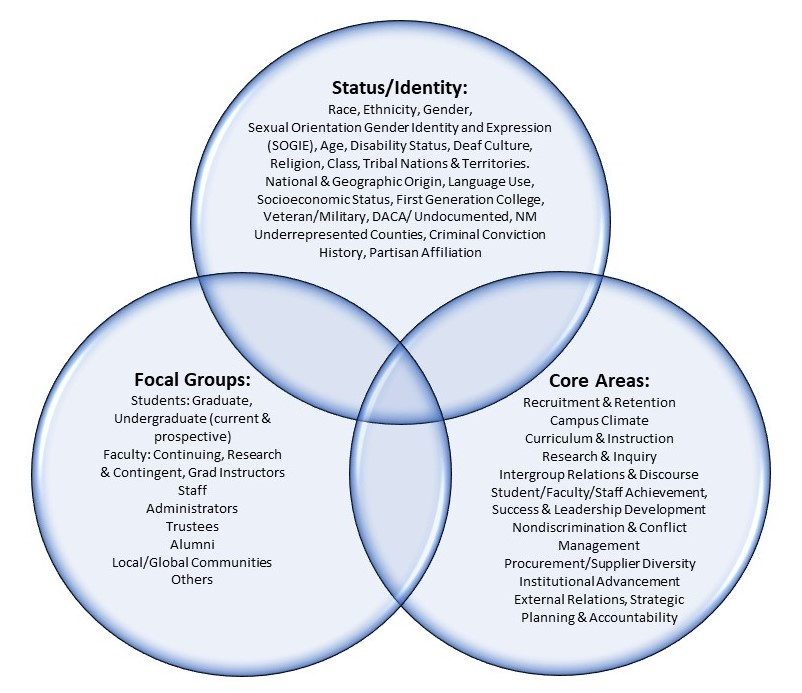 Status/Identity:
Race, Ethnicity, Gender,
Sexual Orientation Gender Identity and Expression
(SOGIE), Age, Disability Status, Deaf Culture,
Religion, Class, Tribal Nations & Territories.
National & Geographic Origin, Language Use,
Socioeconomic Status, First Generation College,
Veteran/Military, DACA/ Undocumented, NM
Underrepresented Counties, Criminal Conviction
History, Partisan Affiliation
Focal Groups:
Students: Graduate,
Undergraduate (current &
prospective)
Faculty: Continuing, Research
& Contingent, Grad Instructors
Staff
Administrators
Trustees
Alumni
Local/Global Communities
Others
Core Areas:
Recruitment & Retention
Campus Climate
Curriculum & Instruction
Research & Inquiry
Intergroup Relations & Discourse
Student/Faculty/Staff Achievement,
Success & Leadership Development
Nondiscrimination & Conflict
Management
Procurement/Supplier Diversity
Institutional Advancement
External Relations, Strategic
Planning & Accountability